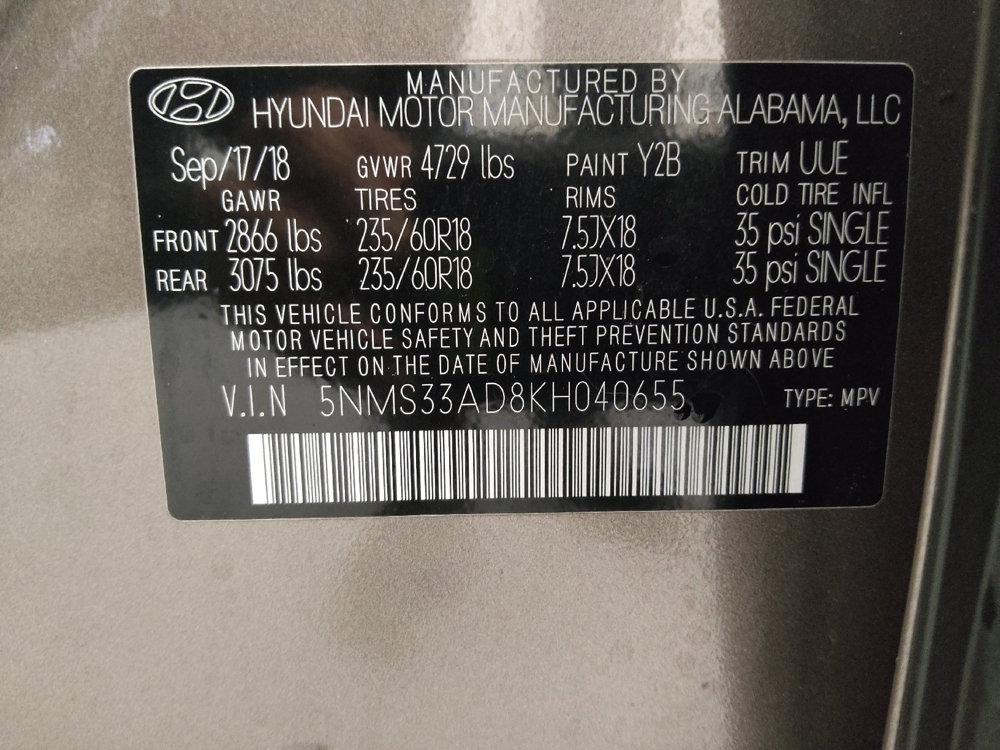 MANUFACTURED BY
HYUNDAI MOTOR MANUFACTURING ALABAMA, LLC
Sep/17/18 GVWR 4729 lbs PAINT Y2B TRIM UUE
GAWR TIRES RIMS COLD TIRE INFL
FRONT 2866 lbs 235/60R18 7.5JX18 35 psi SINGLE
REAR 3075 lbs 235/60R18 7.5JX18 35 psi SINGLE
THIS VEHICLE CONFORMS TO ALL APPLICABLE U.S.A. FEDERAL
MOTOR VEHICLE SAFETY AND THEFT PREVENTION STANDARDS
IN EFFECT ON THE DATE OF MANUFACTURE SHOWN ABOVE
V.I.N 5NMS33AD8KH040655 TYPE: MPV